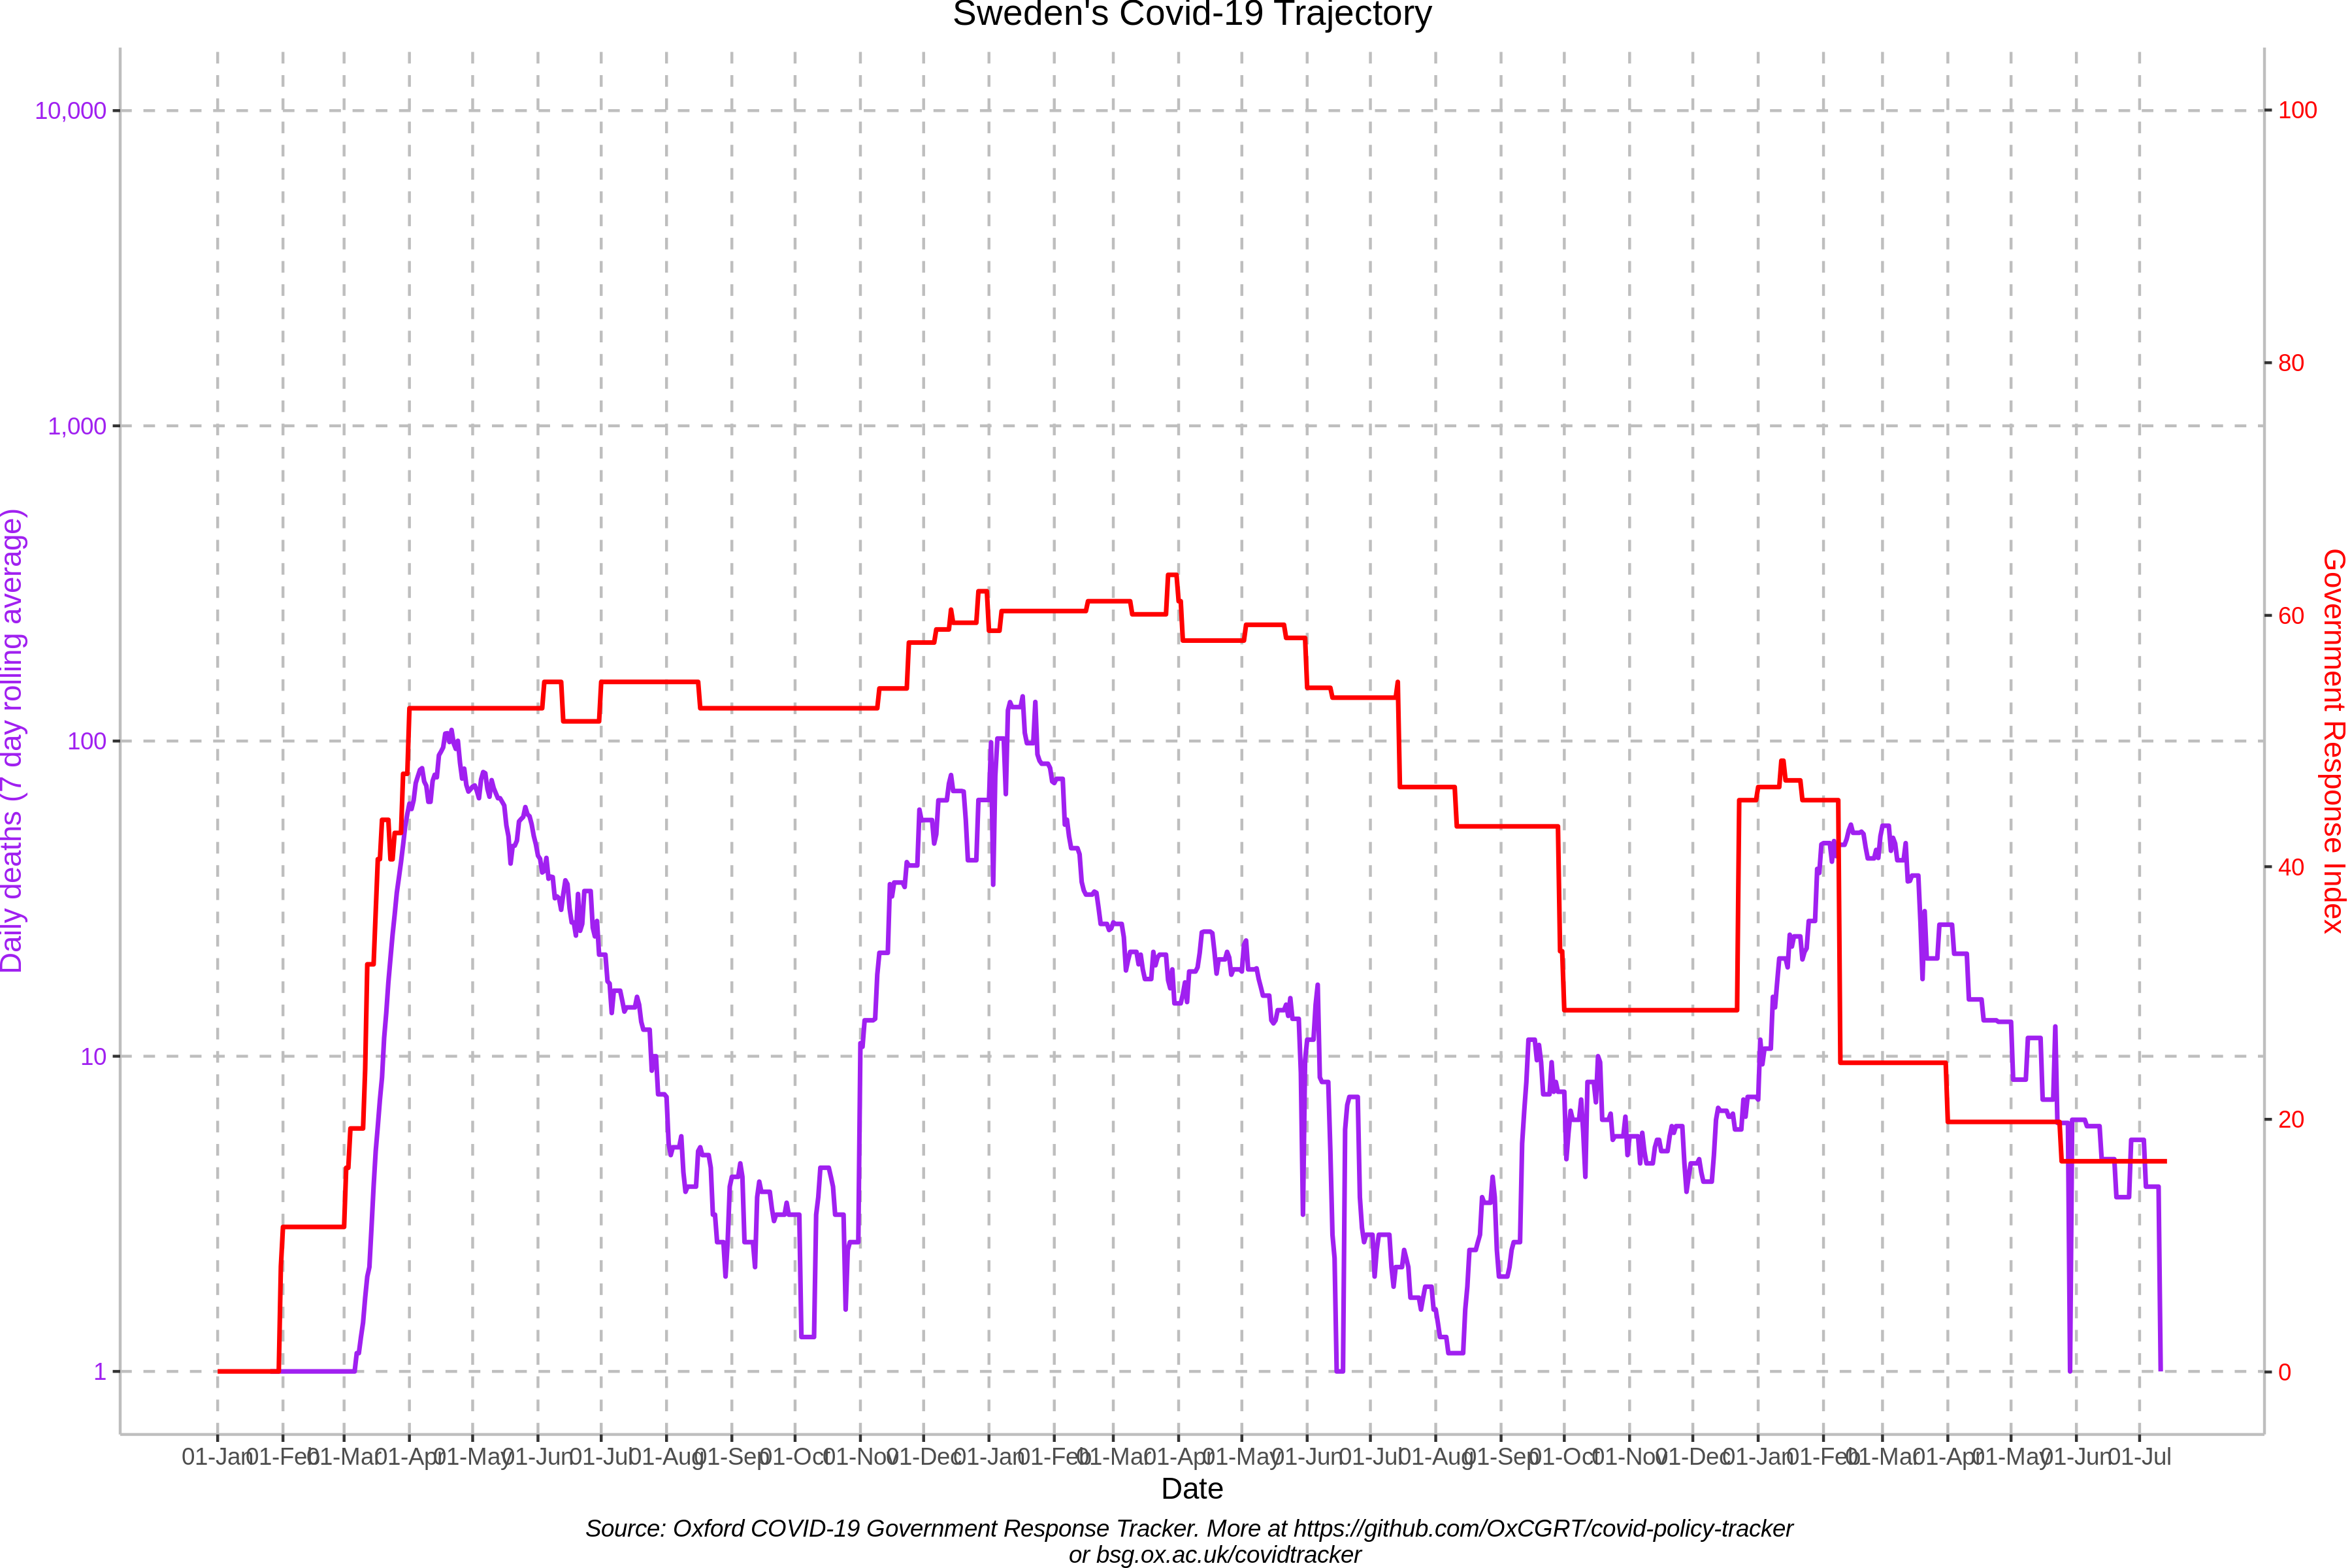 Sweden's Covid-19 Trajectory
10,000
1,000
100
10
1
Daily deaths (7 day rolling average)
100
80
60
40
20
0
Government Response Index
01-Jan 01-Feb 01-Mar 01-Apr 01-May 01-Jun 01-Jul 01-Aug 01-Sep 01-Oct 01-Nov 01-Dec 01-Jan 01-Feb 01-Mar 01-Apr 01-May 01-Jun 01-Jul 01-Aug 01-Sep 01-Oct 01-Nov 01-Dec 01-Jan 01-Feb 01-Mar 01-Apr 01-May 01-Jun 01-Jul
Date
Source: Oxford COVID-19 Government Response Tracker. More at https://github.com/OxCGRT/covid-policy-tracker
or bsg.ox.ac.uk/covidtracker